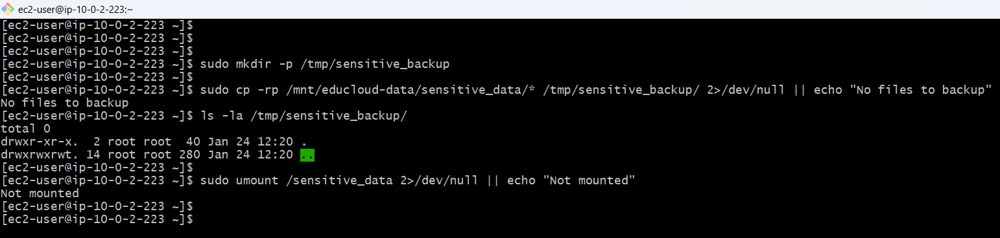 ec2-user@ip-10-0-2-223:~
[ec2-user@ip-10-0-2-223 ~]$
[ec2-user@ip-10-0-2-223 ~]$
[ec2-user@ip-10-0-2-223 ~]$
[ec2-user@ip-10-0-2-223 ~]$ sudo mkdir -p /tmp/sensitive_backup
[ec2-user@ip-10-0-2-223 ~]$
[ec2-user@ip-10-0-2-223 ~]$ sudo cp -rp /mnt/educloud-data/sensitive_data/* /tmp/sensitive_backup/ 2>/dev/null || echo "No files to backup"
No files to backup
[ec2-user@ip-10-0-2-223 ~]$ ls -la /tmp/sensitive_backup/
total 0
drwxr-xr-x.  2 root root  40 Jan 24 12:20 .
drwxrwxrwt. 14 root root 280 Jan 24 12:20 ..
[ec2-user@ip-10-0-2-223 ~]$
[ec2-user@ip-10-0-2-223 ~]$ sudo umount /sensitive_data 2>/dev/null || echo "Not mounted"
Not mounted
[ec2-user@ip-10-0-2-223 ~]$
[ec2-user@ip-10-0-2-223 ~]$